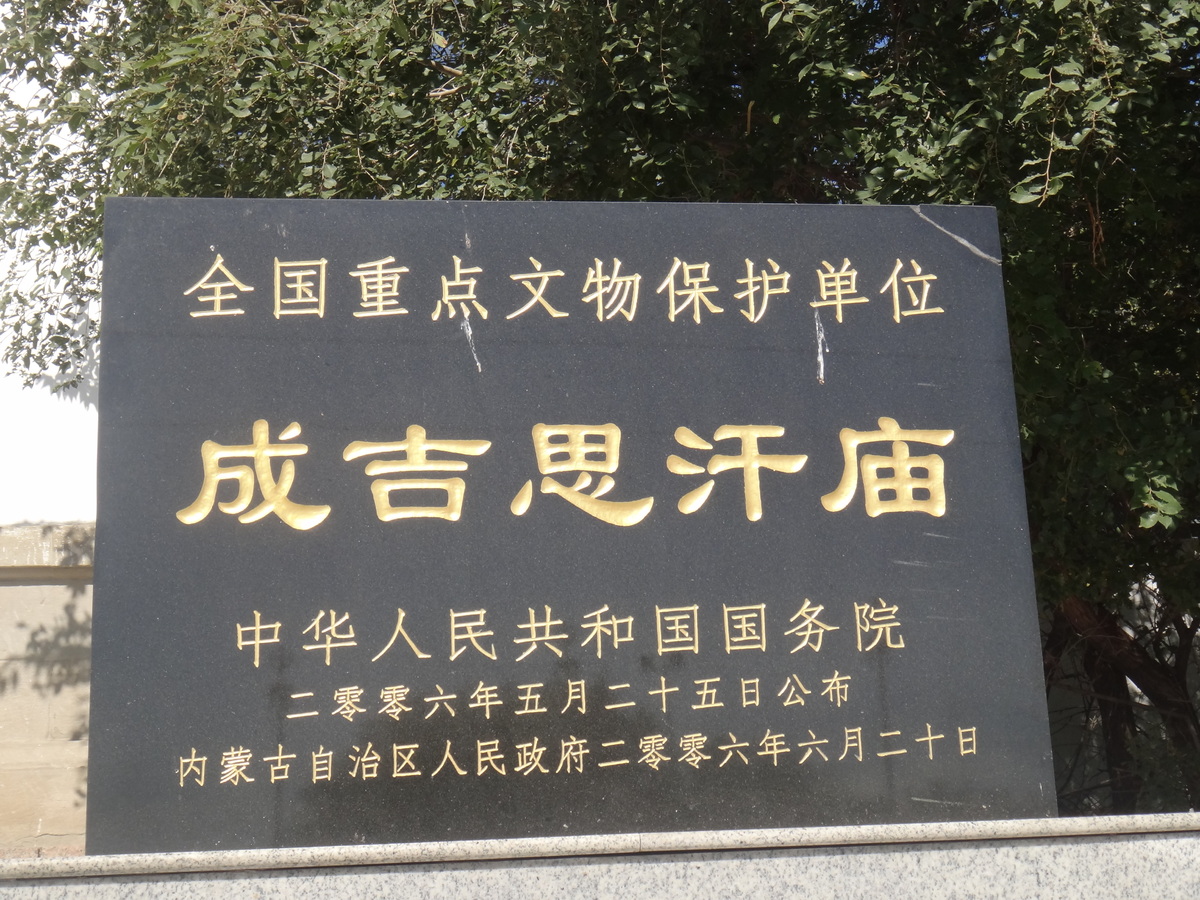 全国重点文物保护单位
成吉思汗庙
中华人民共和国国务院
二零零六年五月二十五日公布
内蒙古自治区人民政府二零零六年六月二十日